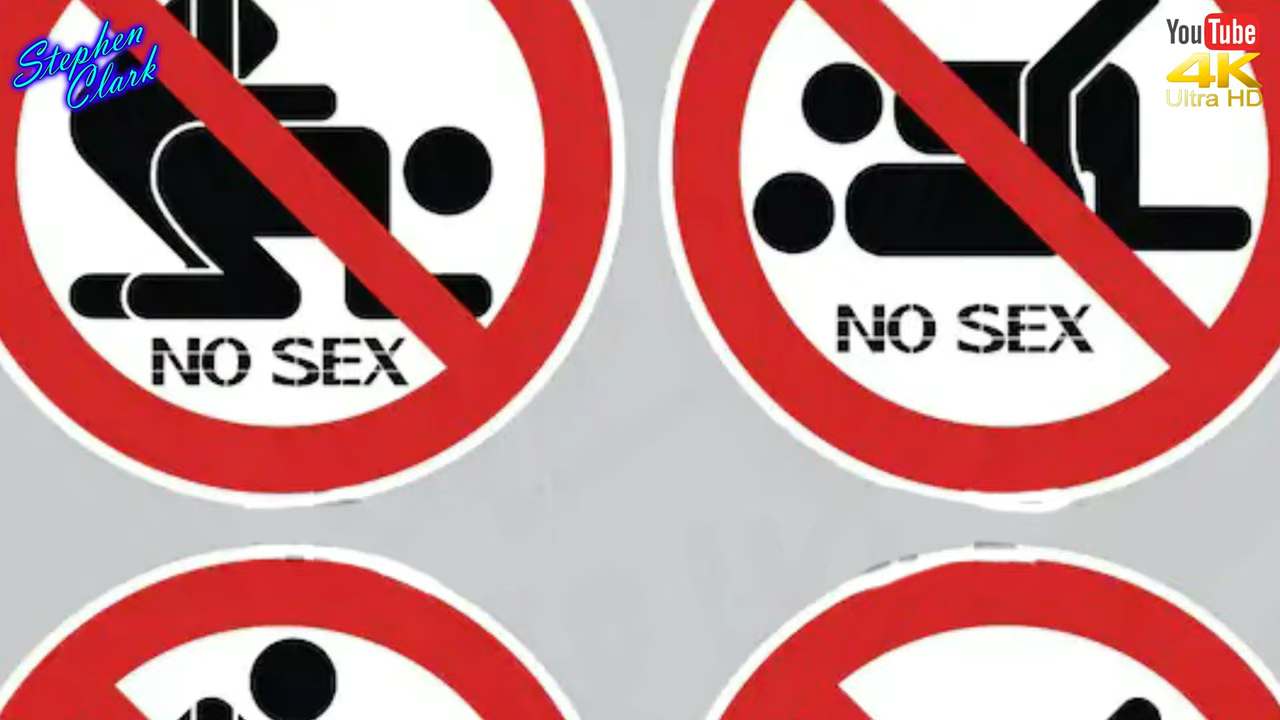 Stephen
Clark
YouTube
4K
Ultra HD
NO SEX
NO SEX